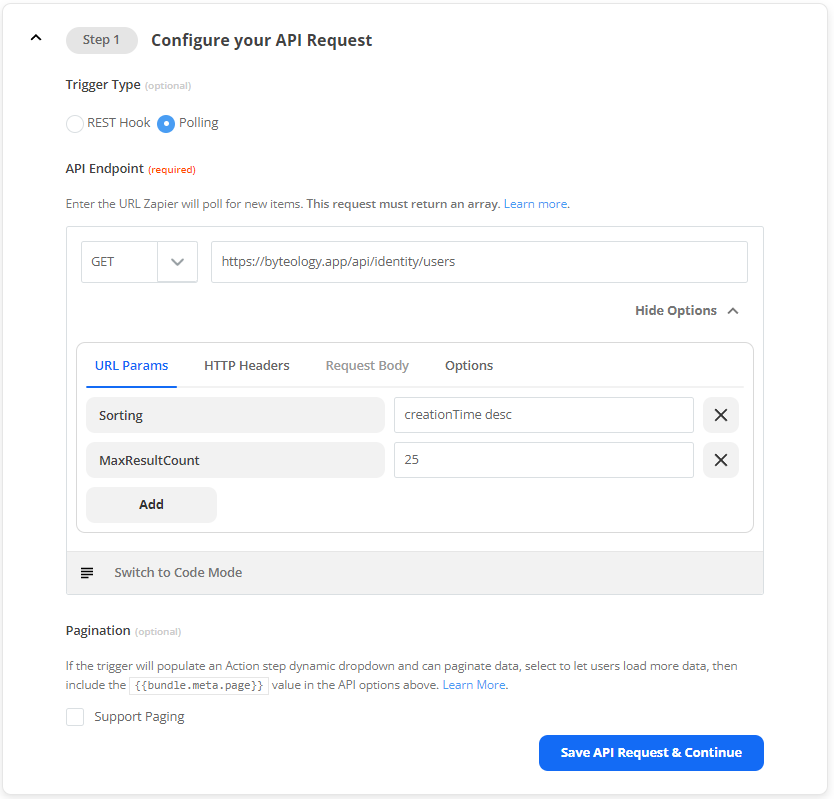 Step 1 Configure your API Request
Trigger Type (optional)
REST Hook Polling
API Endpoint (required)
Enter the URL Zapier will poll for new items. This request must return an array. Learn more.
GET https://byteology.app/api/identity/users
Hide Options
URL Params HTTP Headers Request Body Options
Sorting creationTime desc
MaxResultCount 25
Add
Switch to Code Mode
Pagination (optional)
If the trigger will populate an Action step dynamic dropdown and can paginate data, select to let users load more data, then
include the {{bundle.meta.page}} value in the API options above. Learn More.
Support Paging
Save API Request & Continue